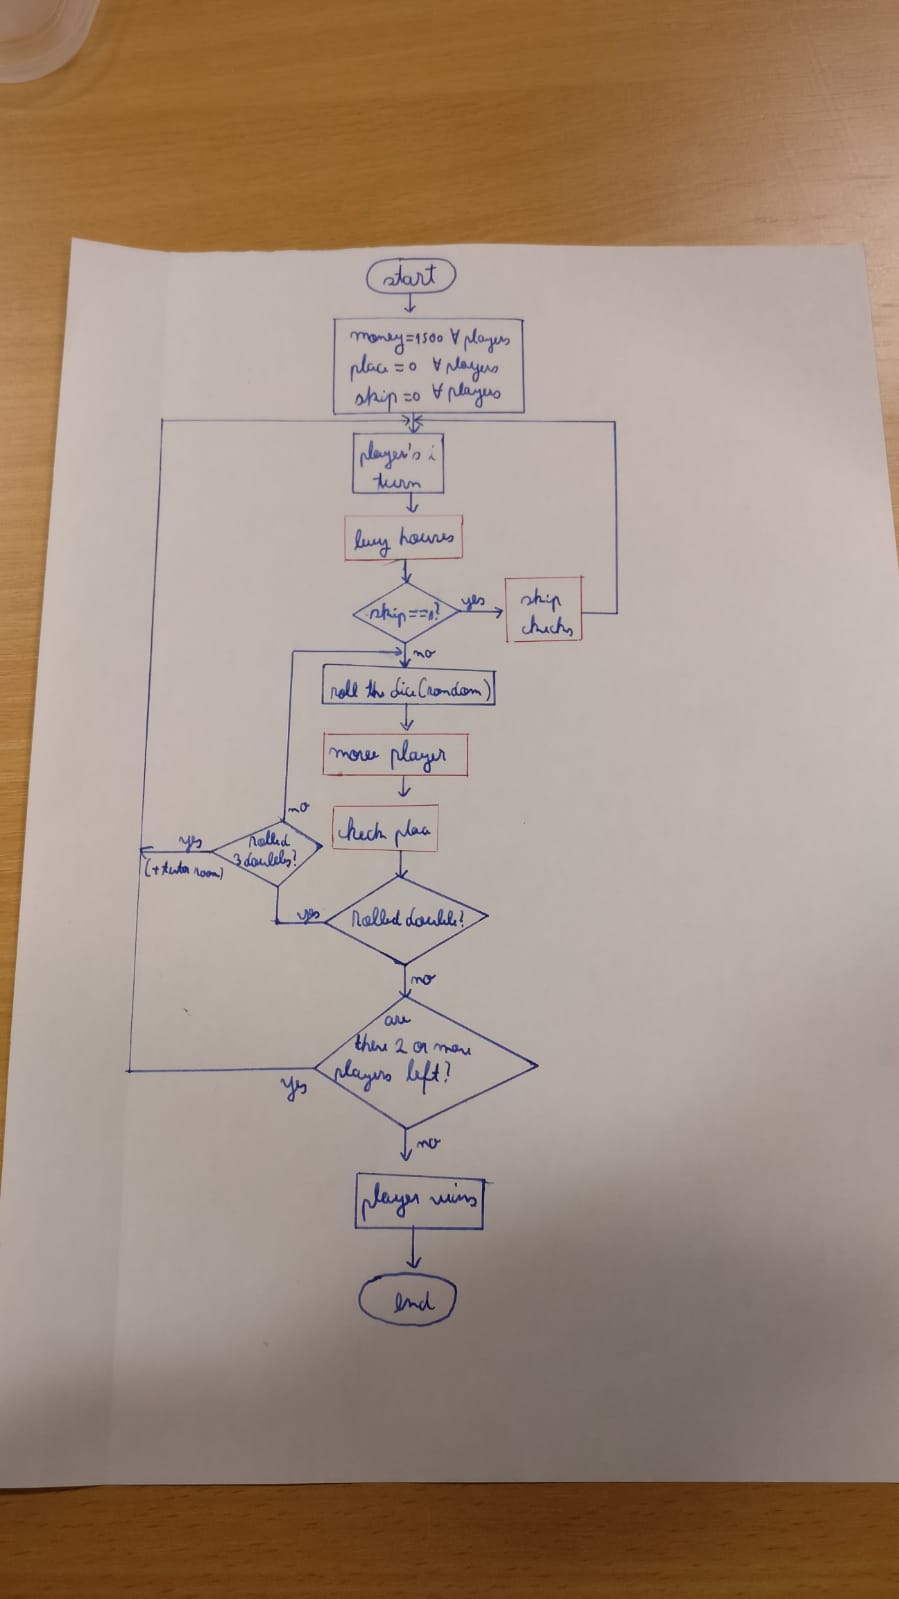 start
money=1500 ∀ players
place=0 ∀ players
skip=0 ∀ players
player's i
turn
buy houses
skip==1?
yes
skip
checks
no
roll the dice (random)
move player
check place
no
rolled
3 doubles?
yes
(+ tutor room)
rolled double?
yes
no
are
there 2 or more
players left?
yes
no
player wins
end